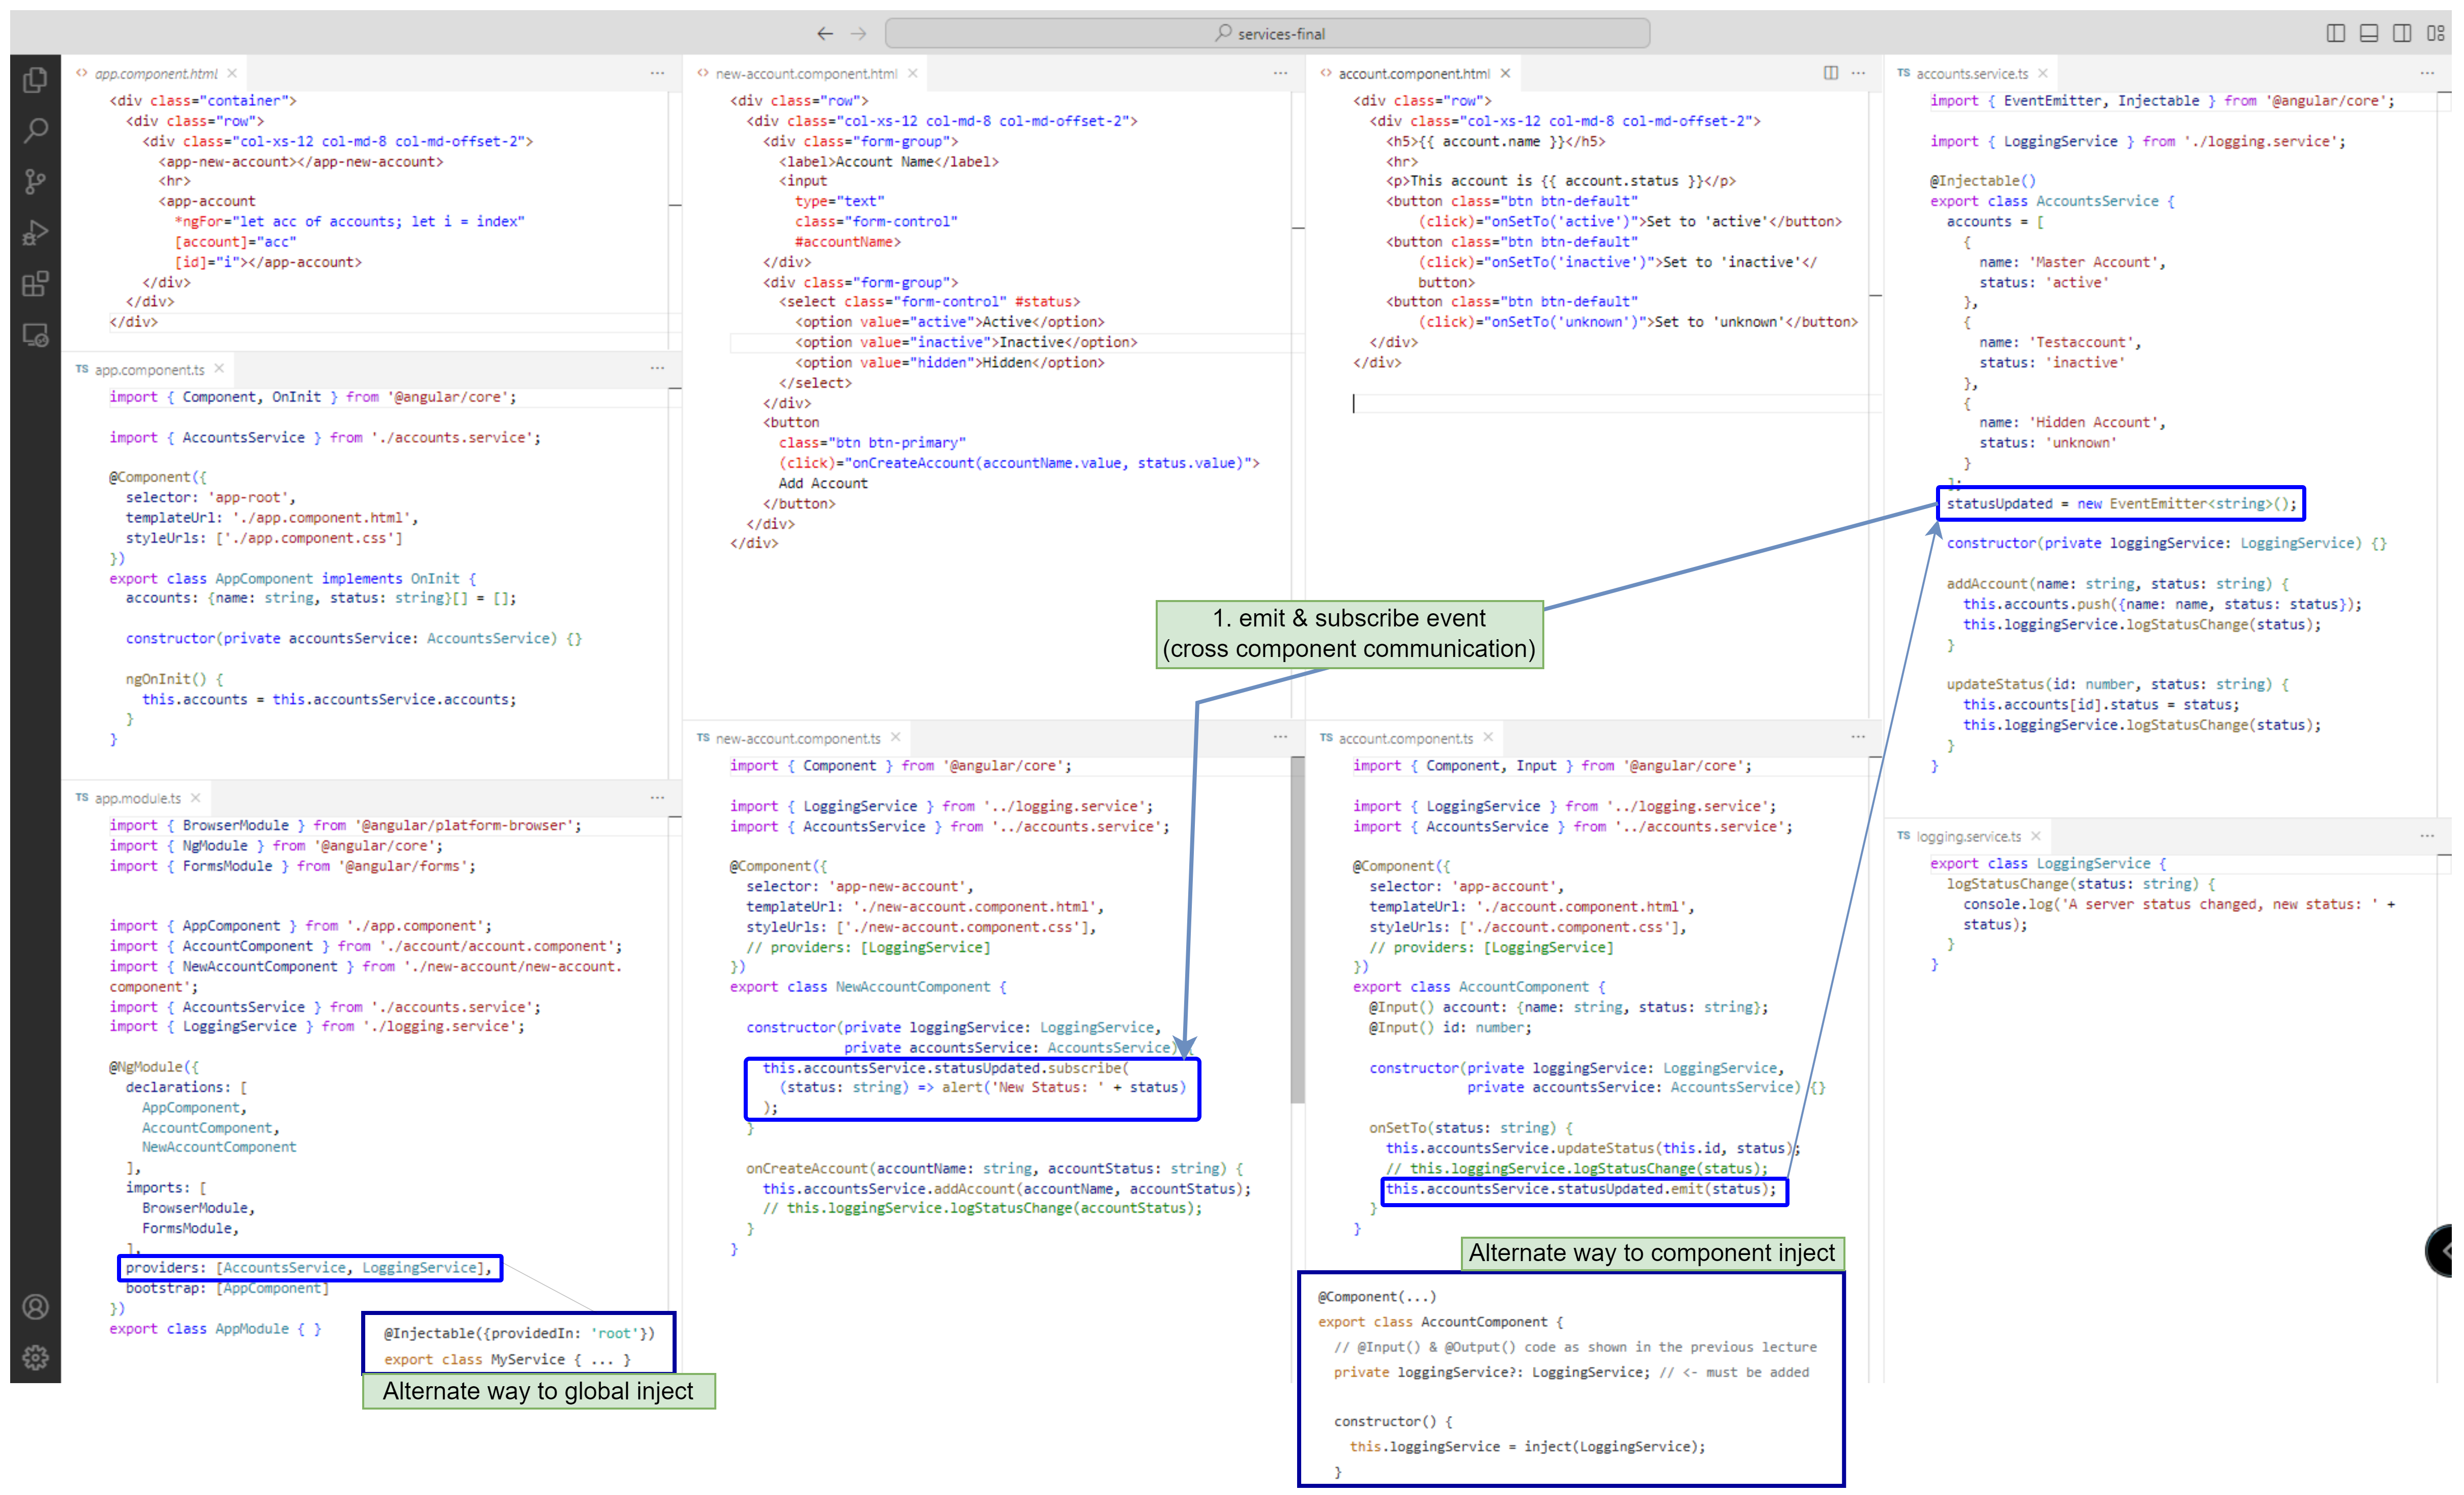 services-final
app.component.html
<div class="container">
<div class="row">
<div class="col-xs-12 col-md-8 col-md-offset-2">
<app-new-account></app-new-account>
<hr>
<app-account
*ngFor="let acc of accounts; let i = index"
[account]="acc"
[id]="i"></app-account>
</div>
</div>
</div>
TS app.component.ts
import { Component, OnInit } from '@angular/core';
import { AccountsService } from './accounts.service';
@Component({
selector: 'app-root',
templateUrl: './app.component.html',
styleUrls: ['./app.component.css']
})
export class AppComponent implements OnInit {
accounts: {name: string, status: string}[] = [];
constructor(private accountsService: AccountsService) {}
ngOnInit() {
this.accounts = this.accountsService.accounts;
}
}
TS app.module.ts
import { BrowserModule } from '@angular/platform-browser';
import { NgModule } from '@angular/core';
import { FormsModule } from '@angular/forms';
import { AppComponent } from './app.component';
import { AccountComponent } from './account/account.component';
import { NewAccountComponent } from './new-account/new-account.
component';
import { AccountsService } from './accounts.service';
import { LoggingService } from './logging.service';
@NgModule({
declarations: [
AppComponent,
AccountComponent,
NewAccountComponent
],
imports: [
BrowserModule,
FormsModule,
],
providers: [AccountsService, LoggingService],
bootstrap: [AppComponent]
})
export class AppModule { }
@Injectable({providedIn: 'root'})
export class MyService { ... }
Alternate way to global inject
new-account.component.html
<div class="row">
<div class="col-xs-12 col-md-8 col-md-offset-2">
<div class="form-group">
<label>Account Name</label>
<input
type="text"
class="form-control"
#accountName>
</div>
<div class="form-group">
<select class="form-control" #status>
<option value="active">Active</option>
<option value="inactive">Inactive</option>
<option value="hidden">Hidden</option>
</select>
</div>
<button
class="btn btn-primary"
(click)="onCreateAccount(accountName.value, status.value)">
Add Account
</button>
</div>
</div>
1. emit & subscribe event
(cross component communication)
TS new-account.component.ts
import { Component } from '@angular/core';
import { LoggingService } from '../logging.service';
import { AccountsService } from '../accounts.service';
@Component({
selector: 'app-new-account',
templateUrl: './new-account.component.html',
styleUrls: ['./new-account.component.css'],
// providers: [LoggingService]
})
export class NewAccountComponent {
constructor(private loggingService: LoggingService,
private accountsService: AccountsService) {
this.accountsService.statusUpdated.subscribe(
(status: string) => alert('New Status: ' + status)
);
}
onCreateAccount(accountName: string, accountStatus: string) {
this.accountsService.addAccount(accountName, accountStatus);
// this.loggingService.logStatusChange(accountStatus);
}
}
account.component.html
<div class="row">
<div class="col-xs-12 col-md-8 col-md-offset-2">
<h5>{{ account.name }}</h5>
<hr>
<p>This account is {{ account.status }}</p>
<button class="btn btn-default"
(click)="onSetTo('active')">Set to 'active'</button>
<button class="btn btn-default"
(click)="onSetTo('inactive')">Set to 'inactive'</
button>
<button class="btn btn-default"
(click)="onSetTo('unknown')">Set to 'unknown'</button>
</div>
</div>
TS account.component.ts
import { Component, Input } from '@angular/core';
import { LoggingService } from '../logging.service';
import { AccountsService } from '../accounts.service';
@Component({
selector: 'app-account',
templateUrl: './account.component.html',
styleUrls: ['./account.component.css'],
// providers: [LoggingService]
})
export class AccountComponent {
@Input() account: {name: string, status: string};
@Input() id: number;
constructor(private loggingService: LoggingService,
private accountsService: AccountsService) {}
onSetTo(status: string) {
this.accountsService.updateStatus(this.id, status);
// this.loggingService.logStatusChange(status);
this.accountsService.statusUpdated.emit(status);
}
}
Alternate way to component inject
@Component(...)
export class AccountComponent {
// @Input() & @Output() code as shown in the previous lecture
private loggingService?: LoggingService; // <- must be added
constructor() {
this.loggingService = inject(LoggingService);
}
TS accounts.service.ts
import { EventEmitter, Injectable } from '@angular/core';
import { LoggingService } from './logging.service';
@Injectable()
export class AccountsService {
accounts = [
{
name: 'Master Account',
status: 'active'
},
{
name: 'Testaccount',
status: 'inactive'
},
{
name: 'Hidden Account',
status: 'unknown'
}
];
statusUpdated = new EventEmitter<string>();
constructor(private loggingService: LoggingService) {}
addAccount(name: string, status: string) {
this.accounts.push({name: name, status: status});
this.loggingService.logStatusChange(status);
}
updateStatus(id: number, status: string) {
this.accounts[id].status = status;
this.loggingService.logStatusChange(status);
}
}
TS logging.service.ts
export class LoggingService {
logStatusChange(status: string) {
console.log('A server status changed, new status: ' +
status);
}
}